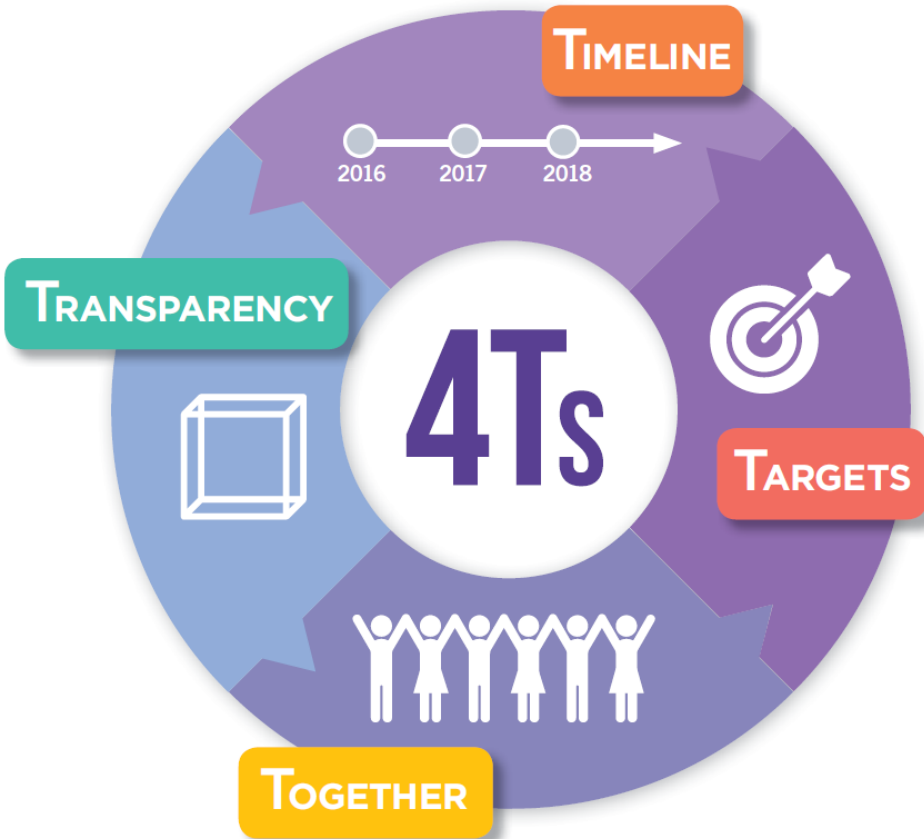 TIMELINE
2016 2017 2018
TRANSPARENCY
4Ts
TARGETS
TOGETHER